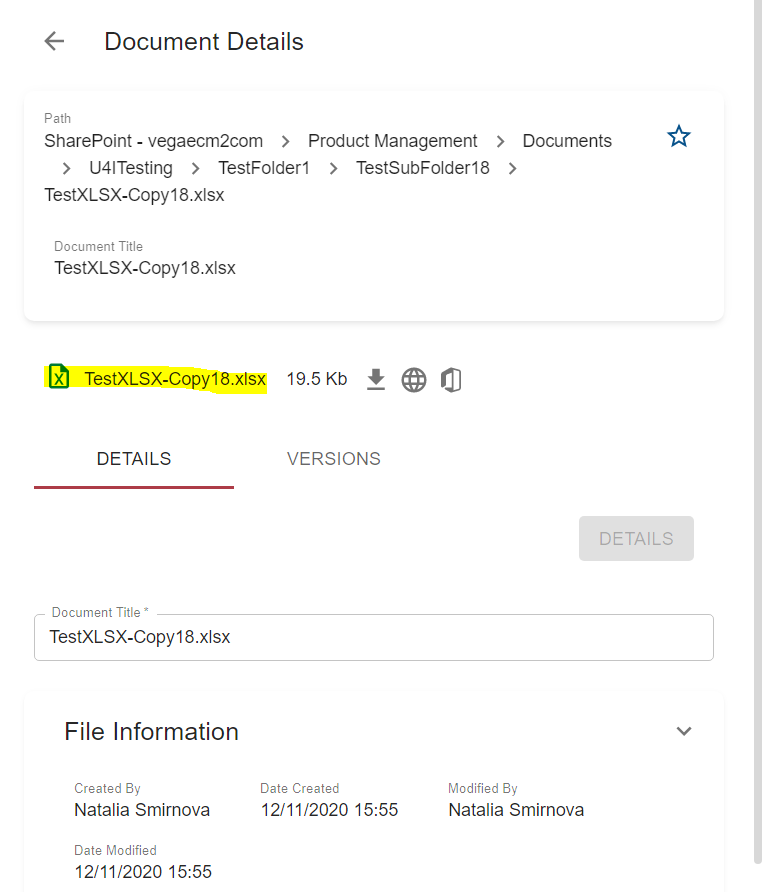 Document Details
Path
SharePoint - vegaecm2com > Product Management > Documents
> U4ITesting > TestFolder1 > TestSubFolder18 >
TestXLSX-Copy18.xlsx
Document Title
TestXLSX-Copy18.xlsx
TestXLSX-Copy18.xlsx 19.5 Kb
DETAILS VERSIONS
DETAILS
Document Title *
TestXLSX-Copy18.xlsx
File Information
Created By Date Created Modified By
Natalia Smirnova 12/11/2020 15:55 Natalia Smirnova
Date Modified
12/11/2020 15:55